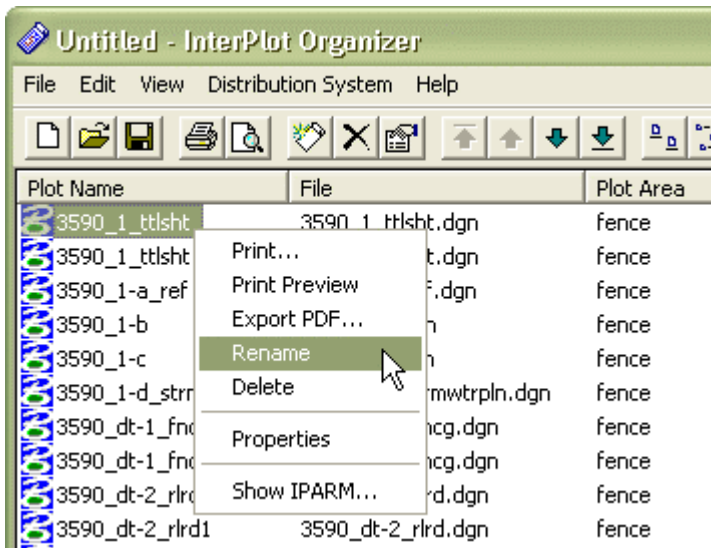 Untitled - InterPlot Organizer
File Edit View Distribution System Help
Plot Name File Plot Area
3590_1_ttlsht 3590_1_ttlsht.dgn fence
3590_1_ttlsht t.dgn fence
3590_1-a_ref f.dgn fence
3590_1-b n fence
3590_1-c n fence
3590_1-d_strr rmwtrpln.dgn fence
3590_dt-1_fnc ncg.dgn fence
3590_dt-1_fnc ncg.dgn fence
3590_dt-2_rlrd rd.dgn fence
3590_dt-2_rlrd1 3590_dt-2_rlrd.dgn fence
Print...
Print Preview
Export PDF...
Rename
Delete
Properties
Show IPARM...